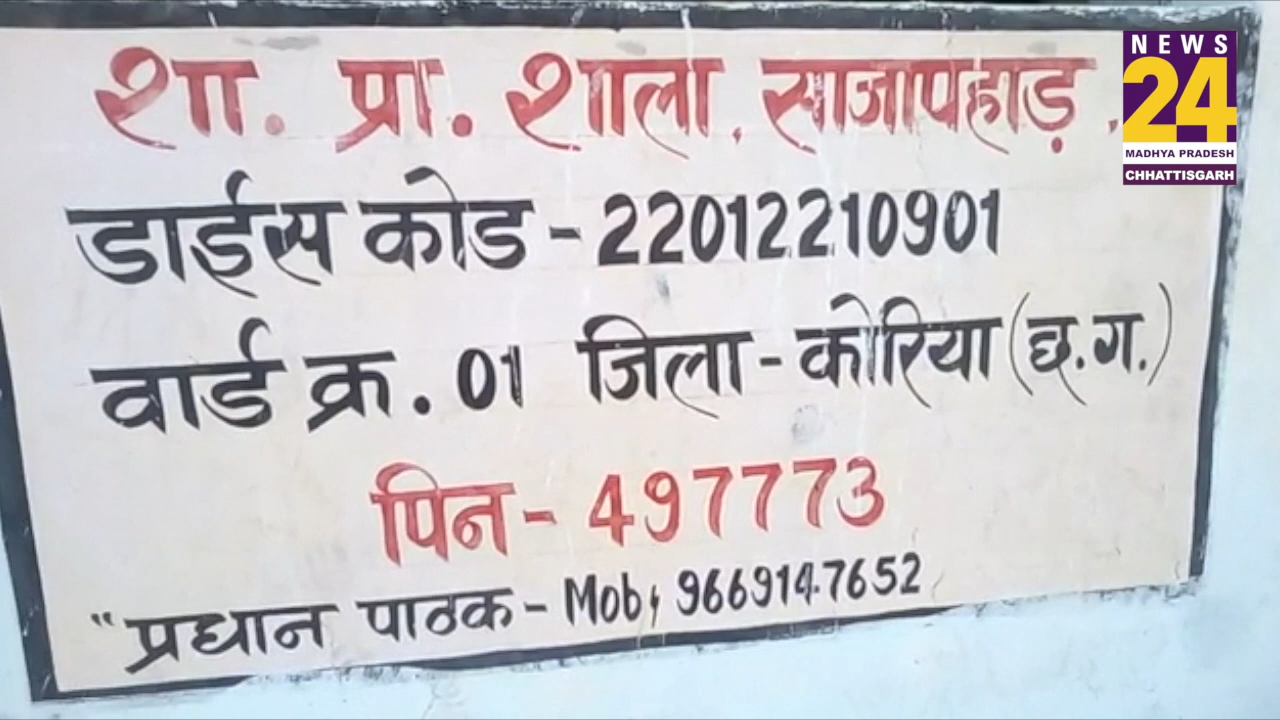 शा. प्रा. शाला, साजापहाड़.
डाईस कोड - 22012210901
वार्ड क्र. 01 जिला - कोरिया (छ.ग.)
पिन - 497773
"प्रधान पाठक - Mob; 9669147652
NEWS
24
MADHYA PRADESH
CHHATTISGARH